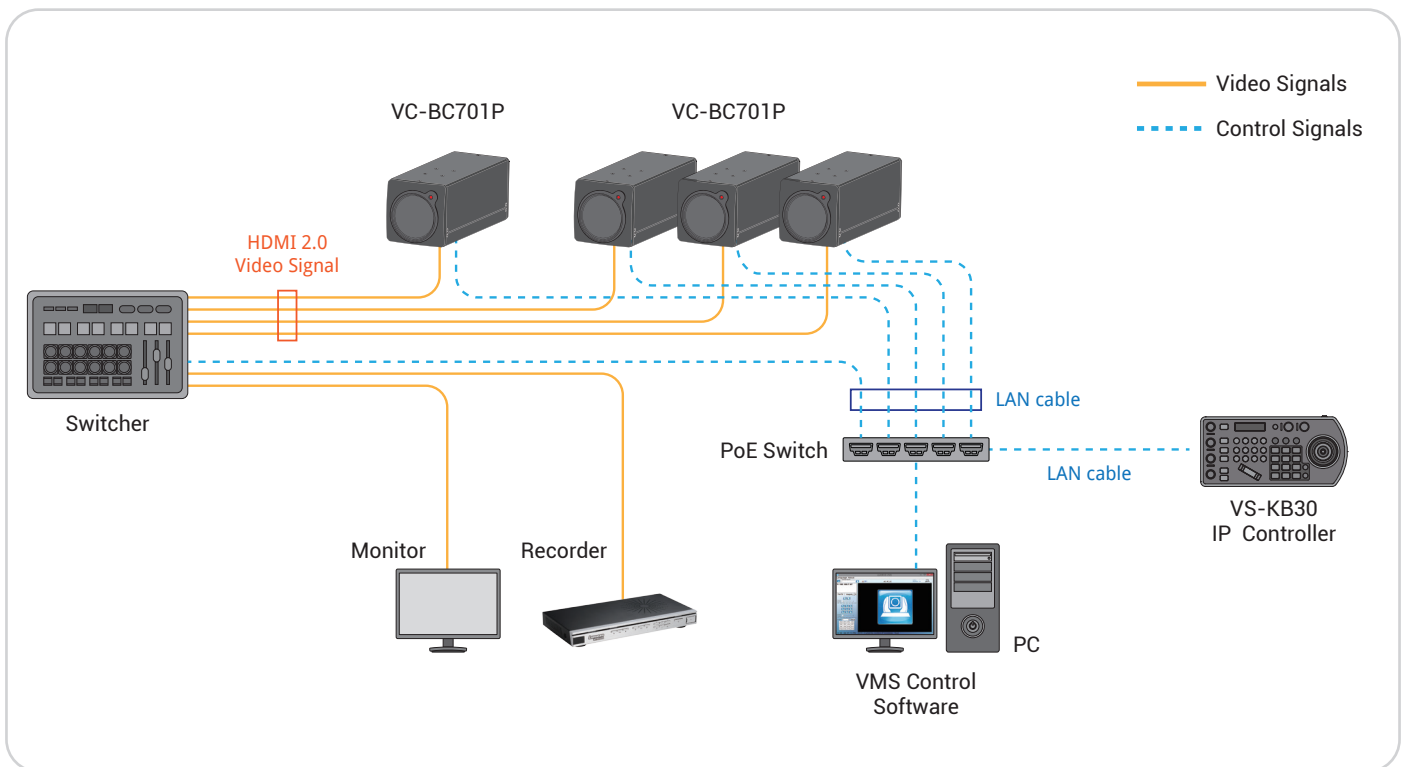 Video Signals
Control Signals
VC-BC701P
VC-BC701P
HDMI 2.0
Video Signal
Switcher
LAN cable
PoE Switch
LAN cable
VS-KB30
IP Controller
Monitor
Recorder
PC
VMS Control
Software